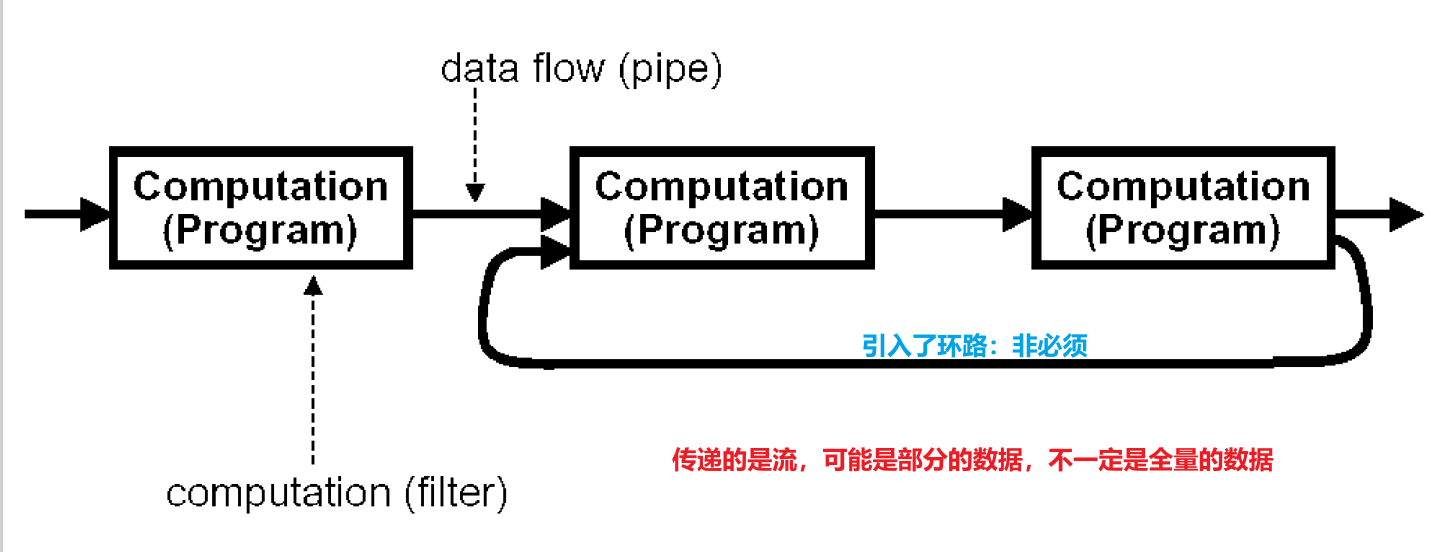 data flow (pipe)
Computation
(Program)
Computation
(Program)
Computation
(Program)
引入了环路：非必须
传递的是流，可能是部分的数据，不一定是全量的数据
computation (filter)